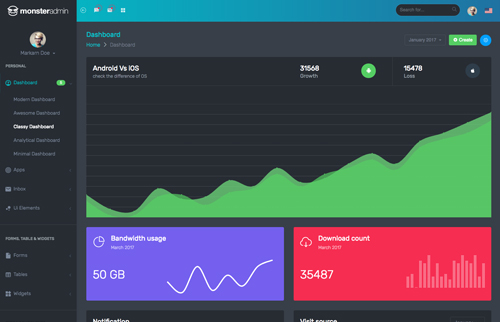 monsteradmin
Search for...
Markarn Doe
PERSONAL
Dashboard
Modern Dashboard
Awesome Dashboard
Classy Dashboard
Analytical Dashboard
Minimal Dashboard
Apps
Inbox
Ui Elements
FORMS, TABLE & WIDGETS
Forms
Tables
Widgets
Dashboard
Home > Dashboard
January 2017
Create
Android Vs iOS
check the difference of OS
31568
Growth
15478
Loss
Bandwidth usage
March 2017
50 GB
Download count
March 2017
35487
Notification
Visit source